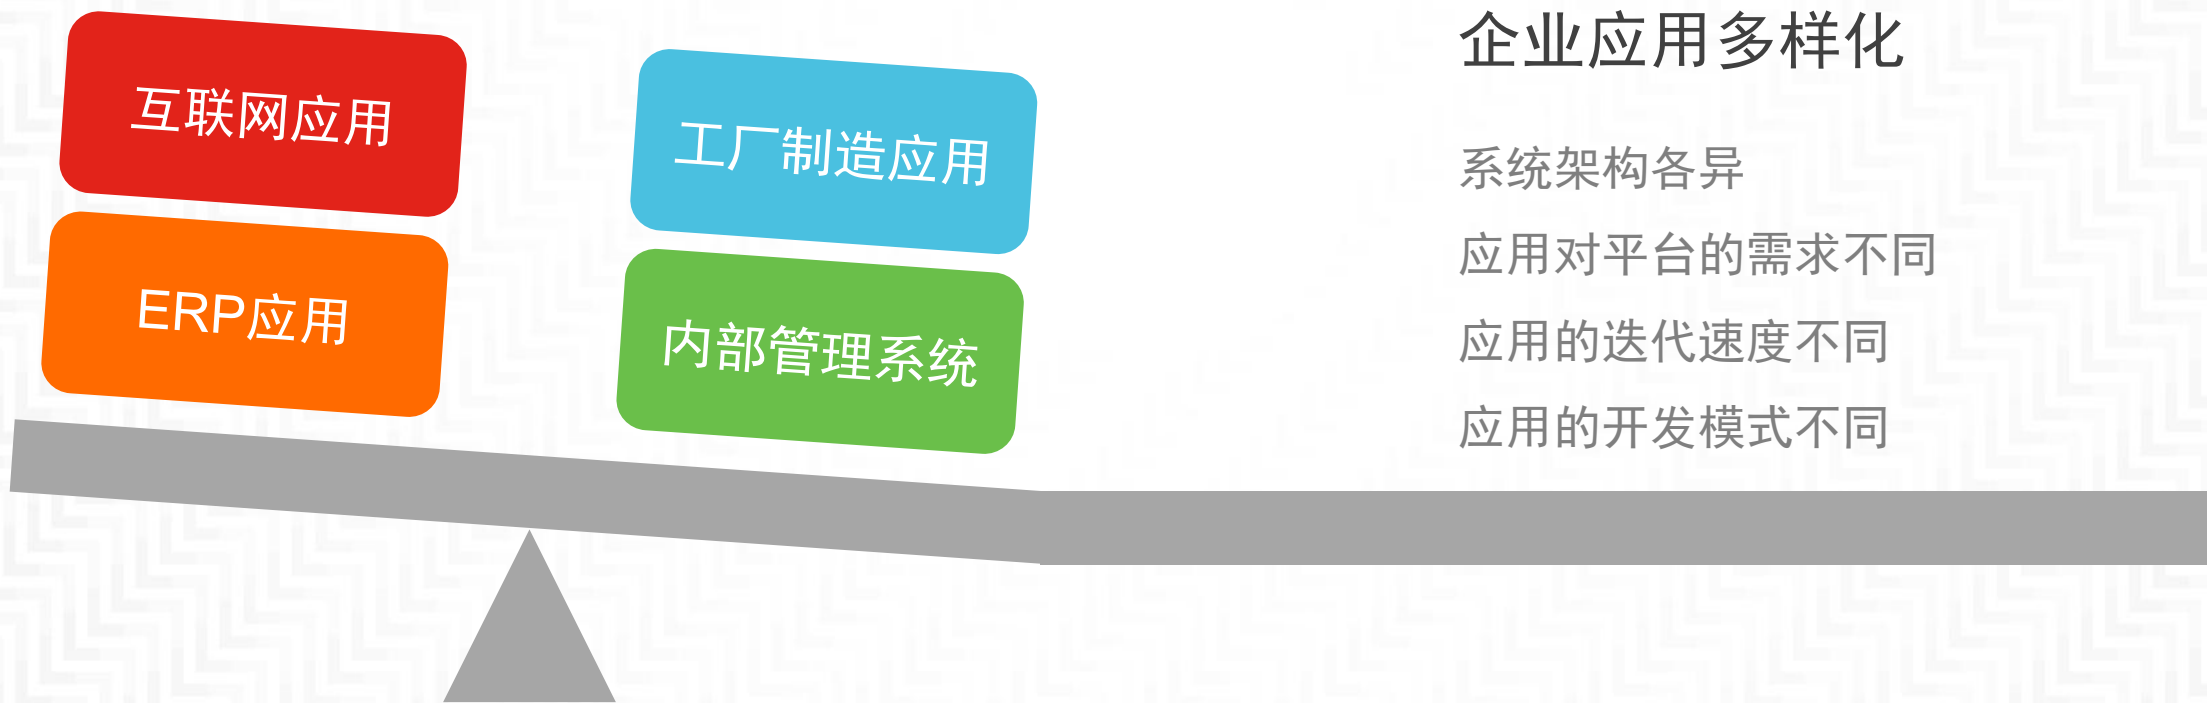 互联网应用
工厂制造应用
ERP应用
内部管理系统
企业应用多样化
系统架构各异
应用对平台的需求不同
应用的迭代速度不同
应用的开发模式不同